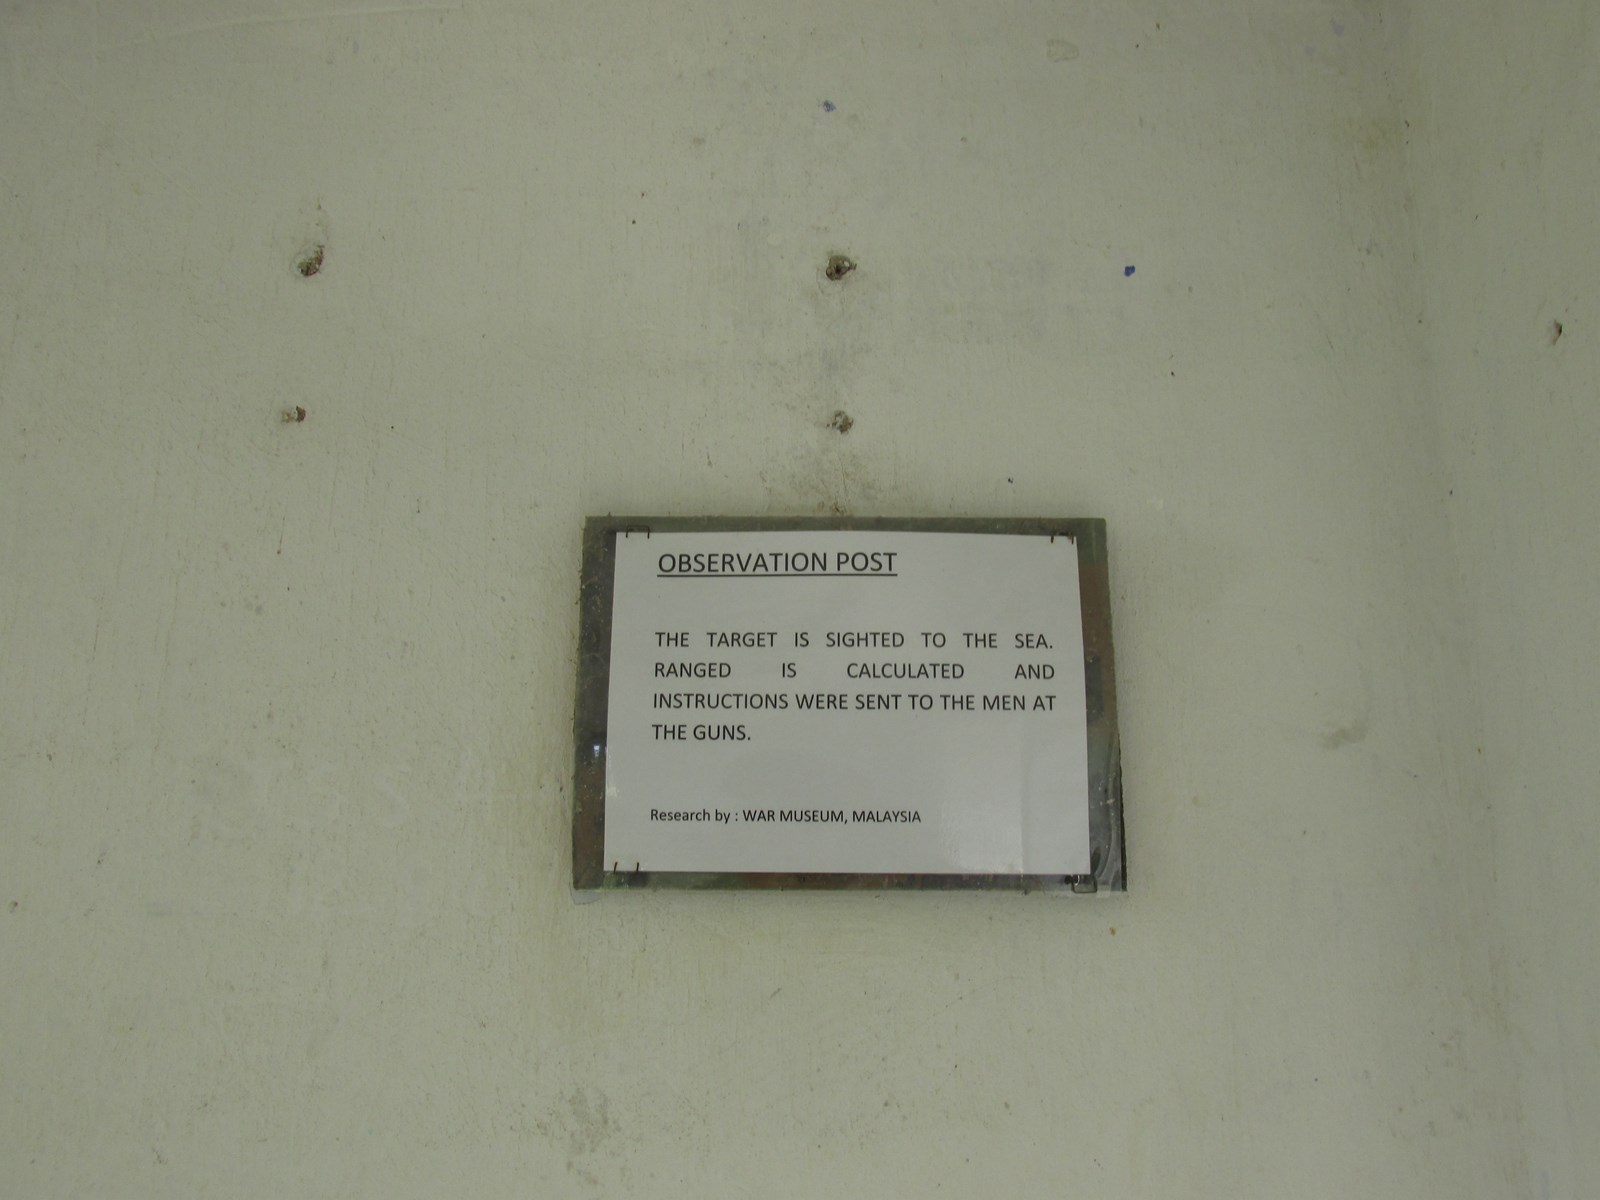 OBSERVATION POST
THE TARGET IS SIGHTED TO THE SEA.
RANGED IS CALCULATED AND
INSTRUCTIONS WERE SENT TO THE MEN AT
THE GUNS.
Research by : WAR MUSEUM, MALAYSIA